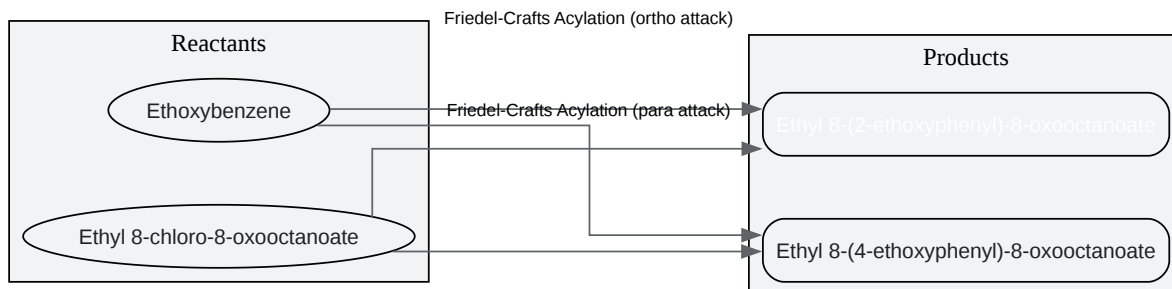 Friedel-Crafts Acylation (ortho attack)
Reactants
Products
Ethoxybenzene
Friedel-Crafts Acylation (para attack)
Ethyl 8-(2-ethoxyphenyl)-8-oxooctanoate
Ethyl 8-chloro-8-oxooctanoate
Ethyl 8-(4-ethoxyphenyl)-8-oxooctanoate